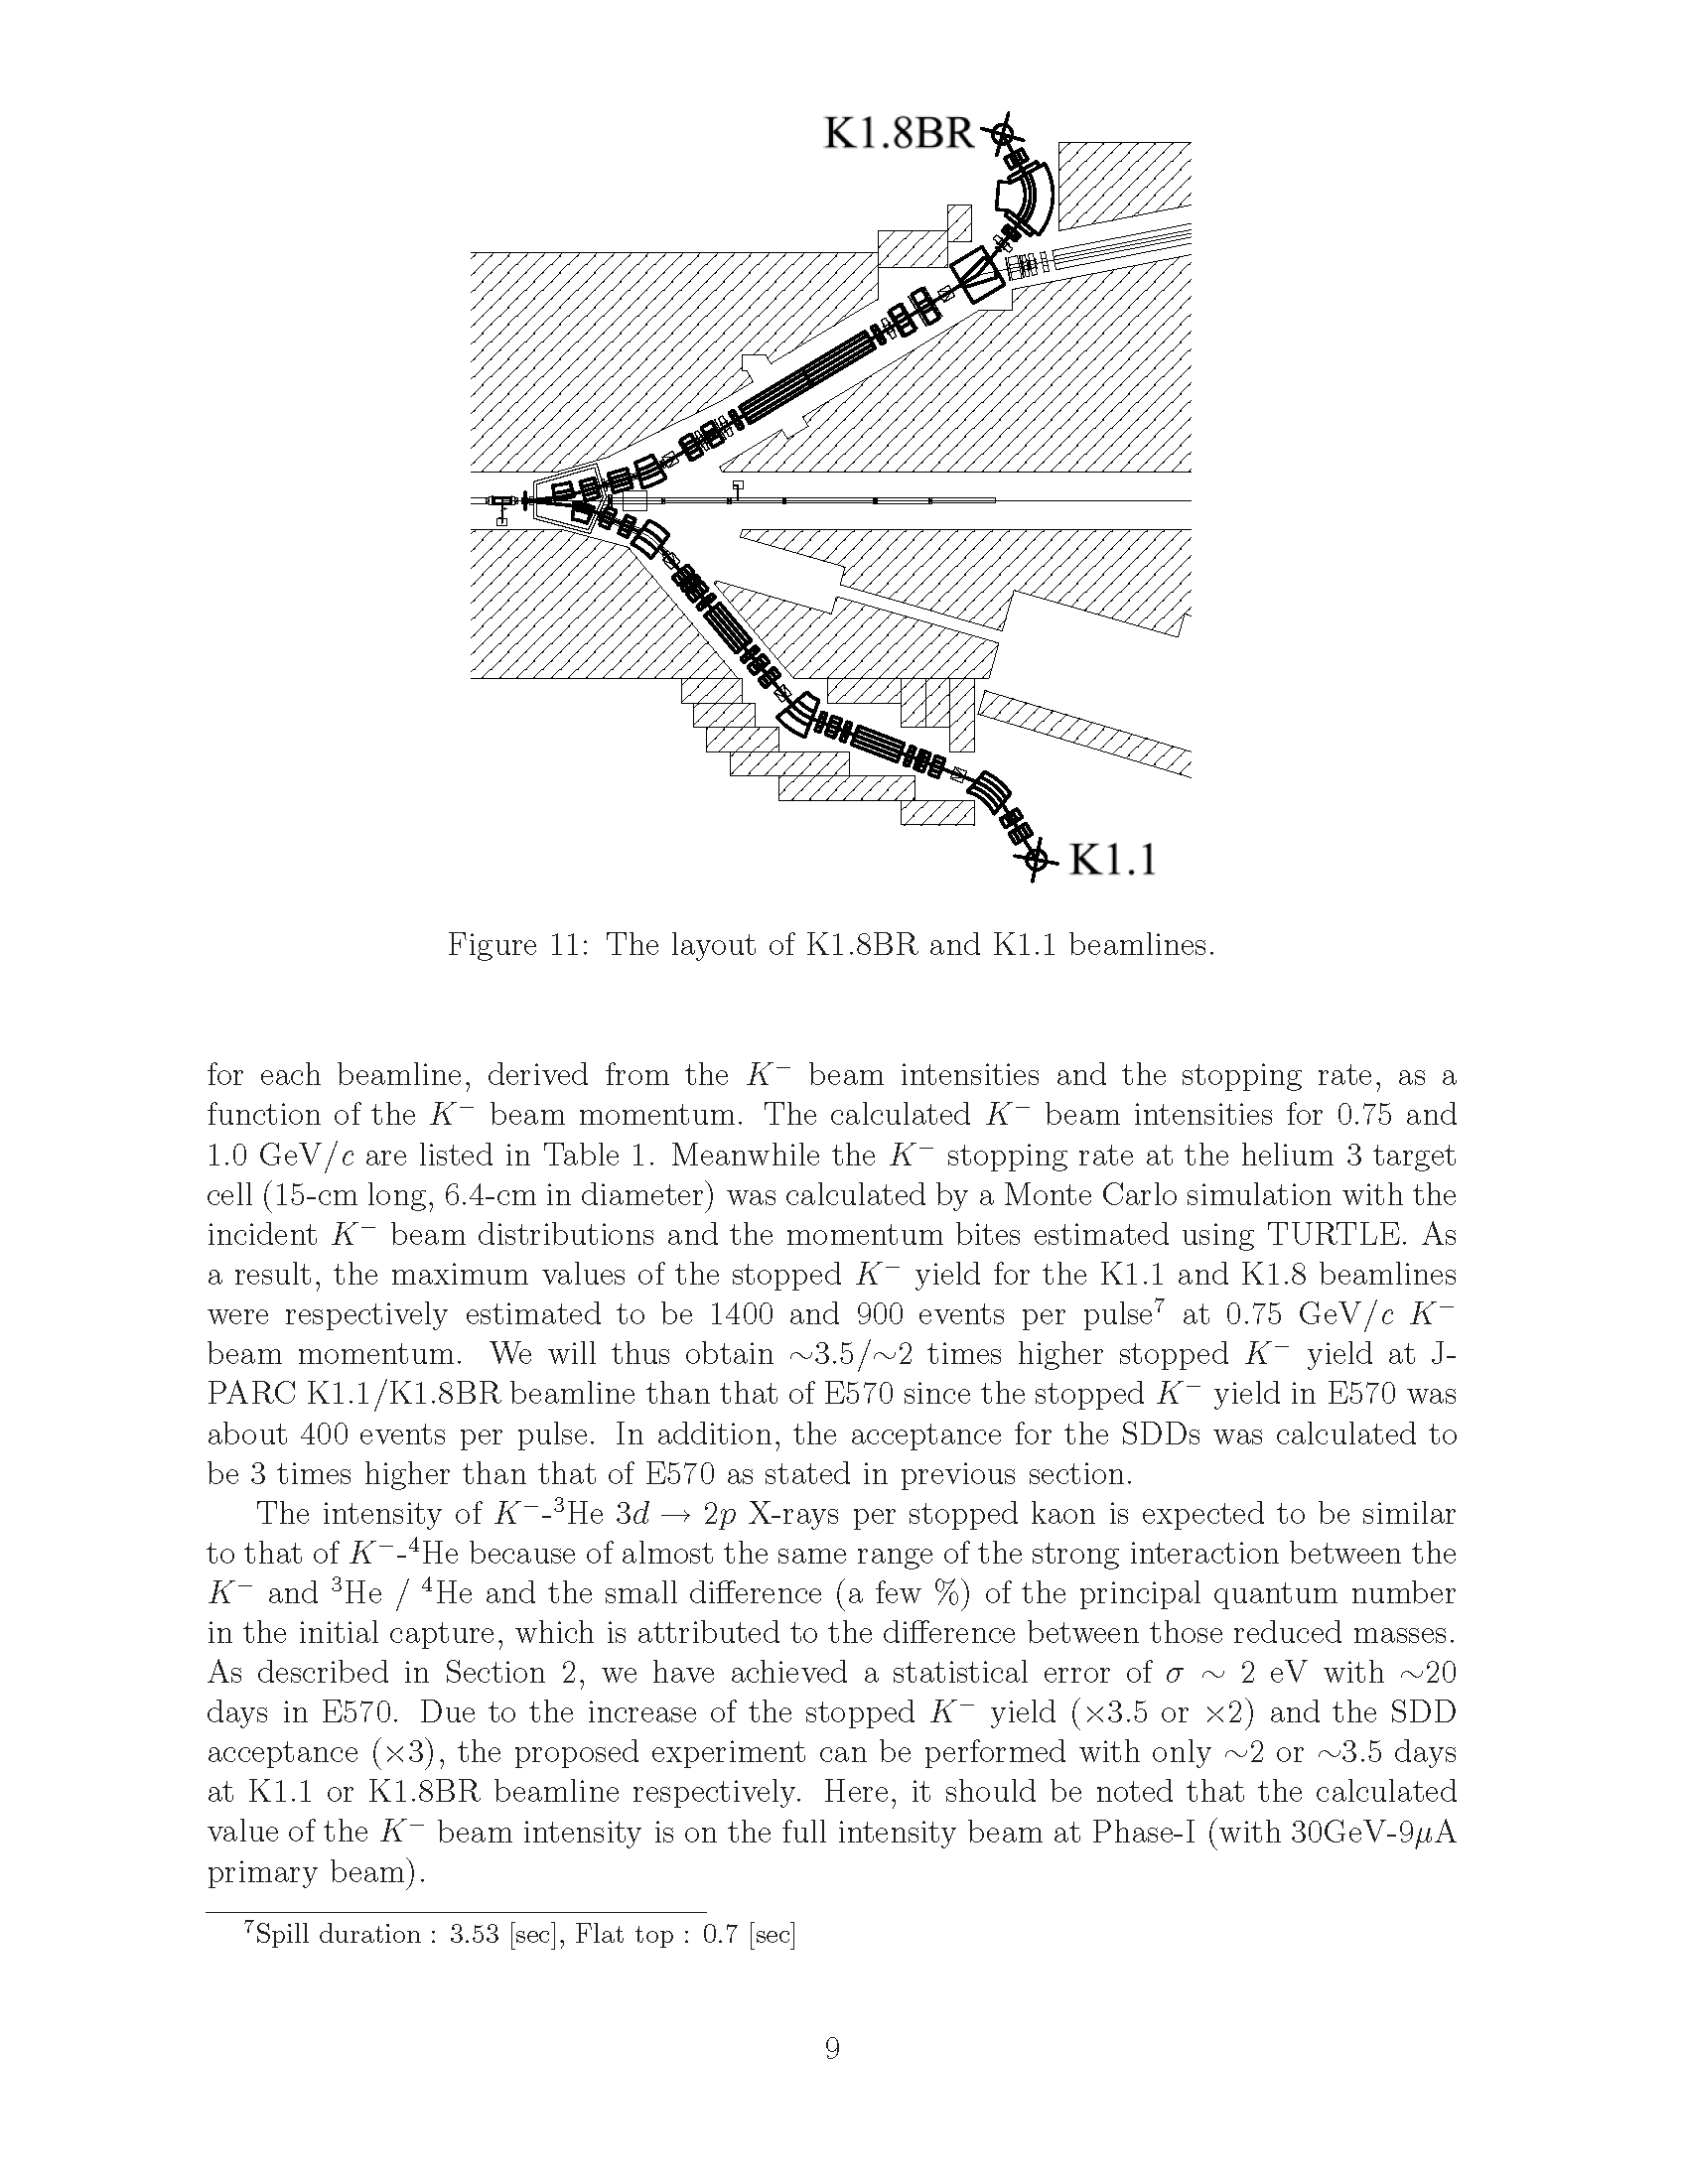 K1.8BR
K1.1
Figure 11: The layout of K1.8BR and K1.1 beamlines.
for each beamline, derived from the K⁻ beam intensities and the stopping rate, as a
function of the K⁻ beam momentum. The calculated K⁻ beam intensities for 0.75 and
1.0 GeV/c are listed in Table 1. Meanwhile the K⁻ stopping rate at the helium 3 target
cell (15-cm long, 6.4-cm in diameter) was calculated by a Monte Carlo simulation with the
incident K⁻ beam distributions and the momentum bites estimated using TURTLE. As
a result, the maximum values of the stopped K⁻ yield for the K1.1 and K1.8 beamlines
were respectively estimated to be 1400 and 900 events per pulse⁷ at 0.75 GeV/c K⁻
beam momentum. We will thus obtain ∼3.5/∼2 times higher stopped K⁻ yield at J-
PARC K1.1/K1.8BR beamline than that of E570 since the stopped K⁻ yield in E570 was
about 400 events per pulse. In addition, the acceptance for the SDDs was calculated to
be 3 times higher than that of E570 as stated in previous section.
The intensity of K⁻-³He 3d → 2p X-rays per stopped kaon is expected to be similar
to that of K⁻-⁴He because of almost the same range of the strong interaction between the
K⁻ and ³He / ⁴He and the small difference (a few %) of the principal quantum number
in the initial capture, which is attributed to the difference between those reduced masses.
As described in Section 2, we have achieved a statistical error of σ ∼ 2 eV with ∼20
days in E570. Due to the increase of the stopped K⁻ yield (×3.5 or ×2) and the SDD
acceptance (×3), the proposed experiment can be performed with only ∼2 or ∼3.5 days
at K1.1 or K1.8BR beamline respectively. Here, it should be noted that the calculated
value of the K⁻ beam intensity is on the full intensity beam at Phase-I (with 30GeV-9μA
primary beam).
⁷Spill duration : 3.53 [sec], Flat top : 0.7 [sec]
9